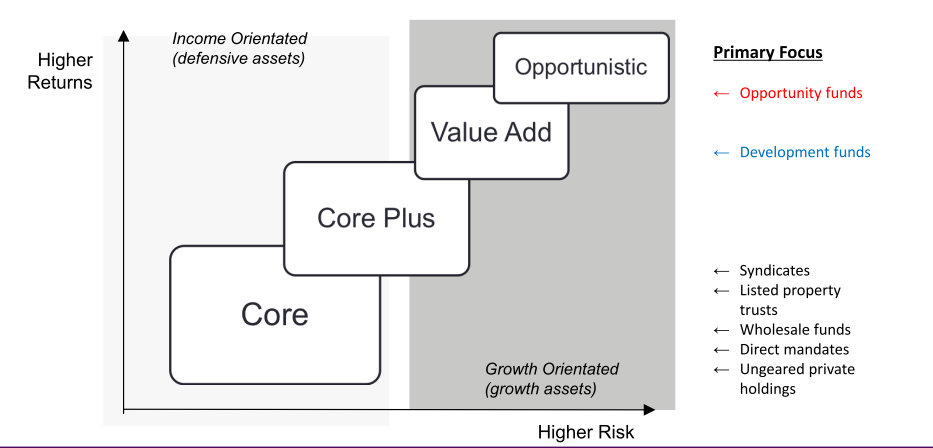 Higher
Returns
Income Orientated
(defensive assets)
Opportunistic
Value Add
Core Plus
Core
Growth Orientated
(growth assets)
Higher Risk
Primary Focus
← Opportunity funds
← Development funds
← Syndicates
← Listed property
trusts
← Wholesale funds
← Direct mandates
← Ungeared private
holdings